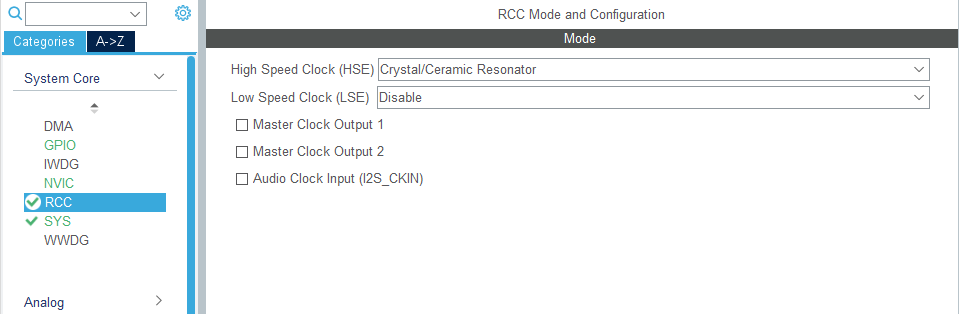 RCC Mode and Configuration
Categories A->Z
Mode
System Core
High Speed Clock (HSE) Crystal/Ceramic Resonator
Low Speed Clock (LSE) Disable
DMA
Master Clock Output 1
GPIO
Master Clock Output 2
IWDG
NVIC
Audio Clock Input (I2S_CKIN)
RCC
SYS
WWDG
Analog